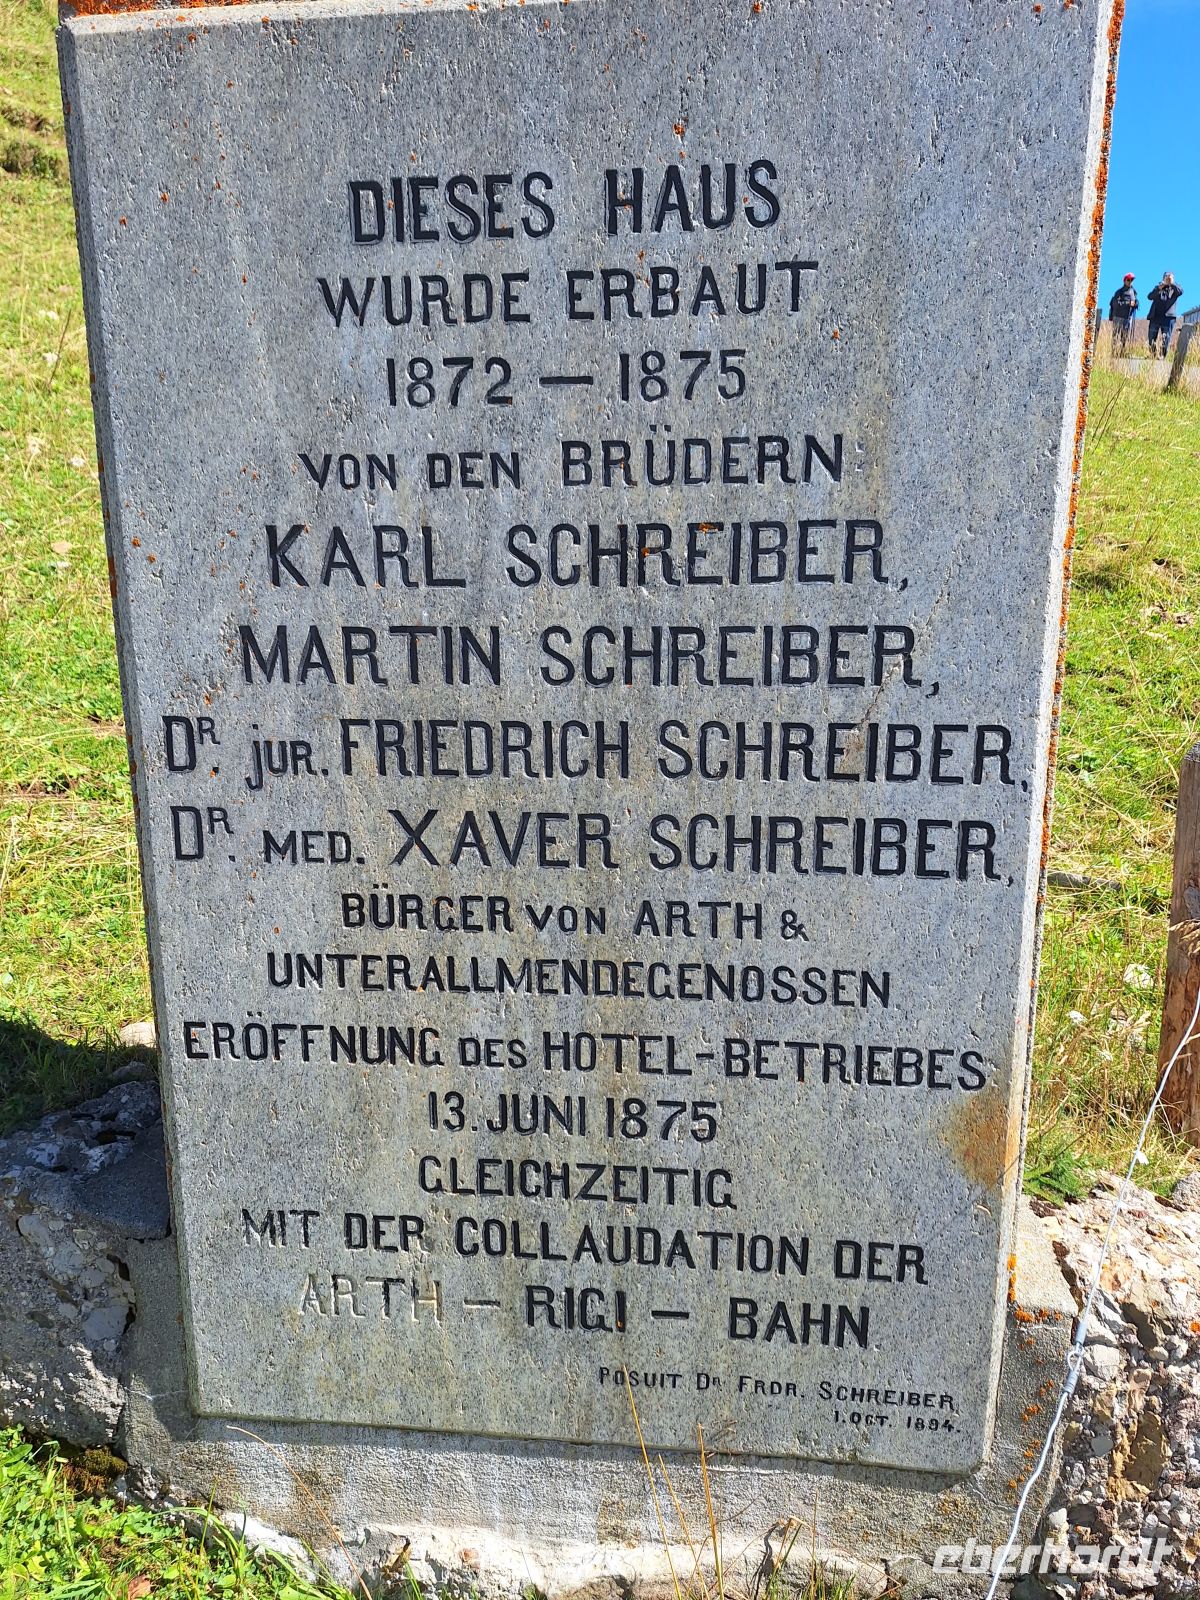 DIESES HAUS
WURDE ERBAUT
1872 – 1875
VON DEN BRÜDERN
KARL SCHREIBER,
MARTIN SCHREIBER,
DR. JUR. FRIEDRICH SCHREIBER,
DR. MED. XAVER SCHREIBER,
BÜRGER VON ARTH &
UNTERALLMENDEGENOSSEN
ERÖFFNUNG DES HOTEL-BETRIEBES
13. JUNI 1875
GLEICHZEITIG
MIT DER COLLAUDATION DER
ARTH – RIGI – BAHN.
POSUIT DR. FRDR. SCHREIBER,
1. OCT. 1894.
eberhardt